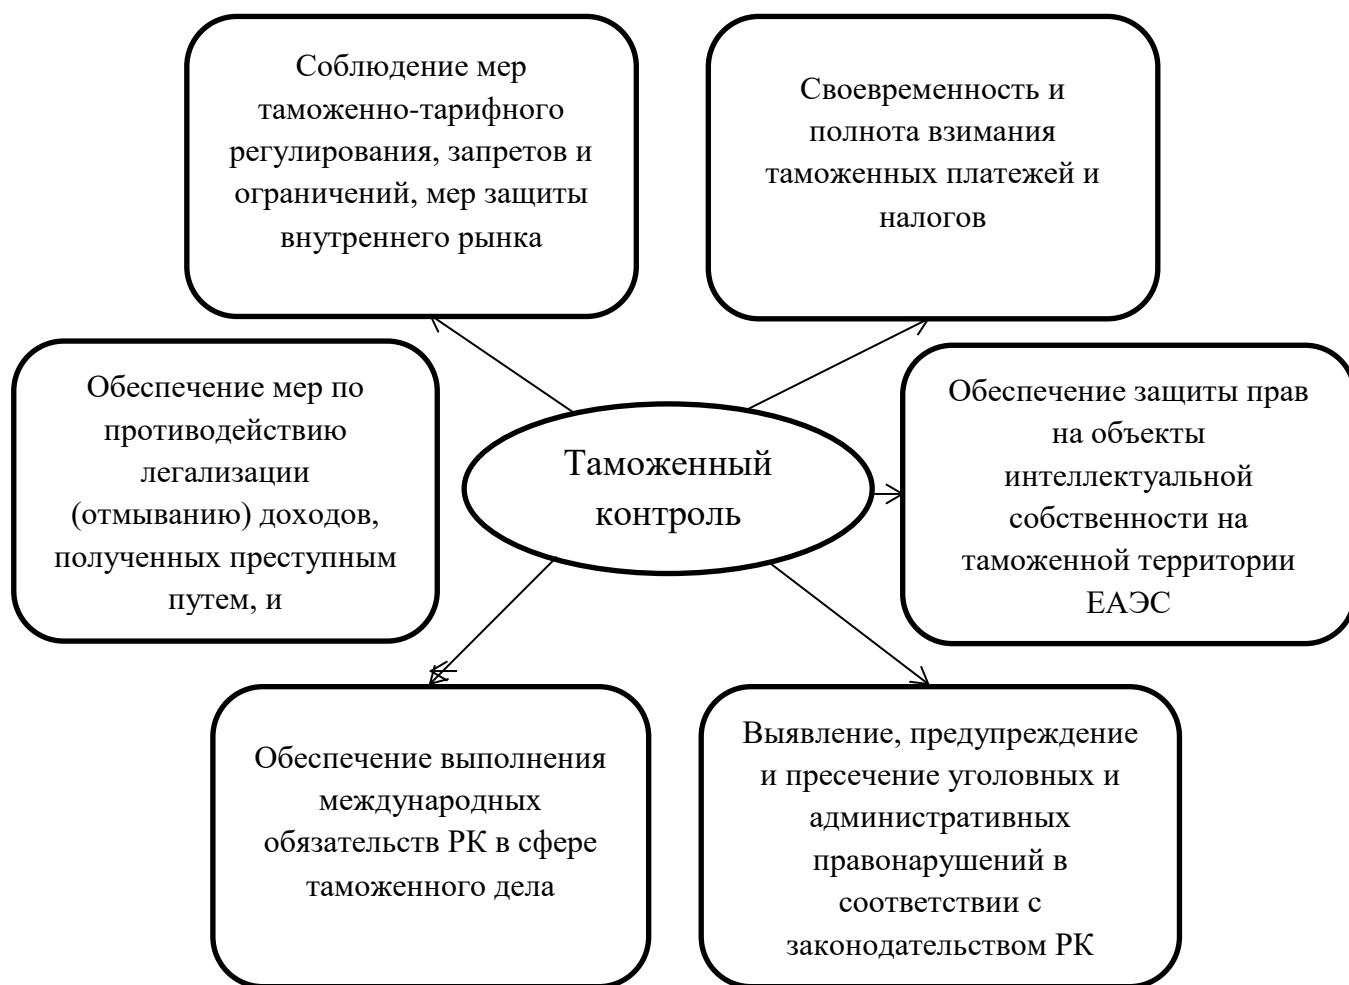 Соблюдение мер
таможенно-тарифного
регулирования, запретов и
ограничений, мер защиты
внутреннего рынка
Своевременность и
полнота взимания
таможенных платежей и
налогов
Обеспечение мер по
противодействию
легализации
(отмыванию) доходов,
полученных преступным
путем, и
Таможенный
контроль
Обеспечение защиты прав
на объекты
интеллектуальной
собственности на
таможенной территории
ЕАЭС
Обеспечение выполнения
международных
обязательств РК в сфере
таможенного дела
Выявление, предупреждение
и пресечение уголовных и
административных
правонарушений в
соответствии с
законодательством РК